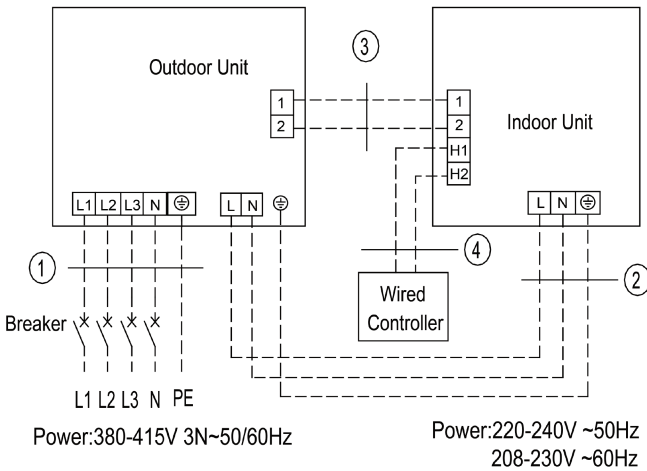 3
Outdoor Unit
1
2
1
2
H1
H2
Indoor Unit
L1 L2 L3 N
L N
L N
1
4
2
Wired
Controller
Breaker
L1 L2 L3 N PE
Power:380-415V 3N~50/60Hz
Power:220-240V ~50Hz
208-230V ~60Hz